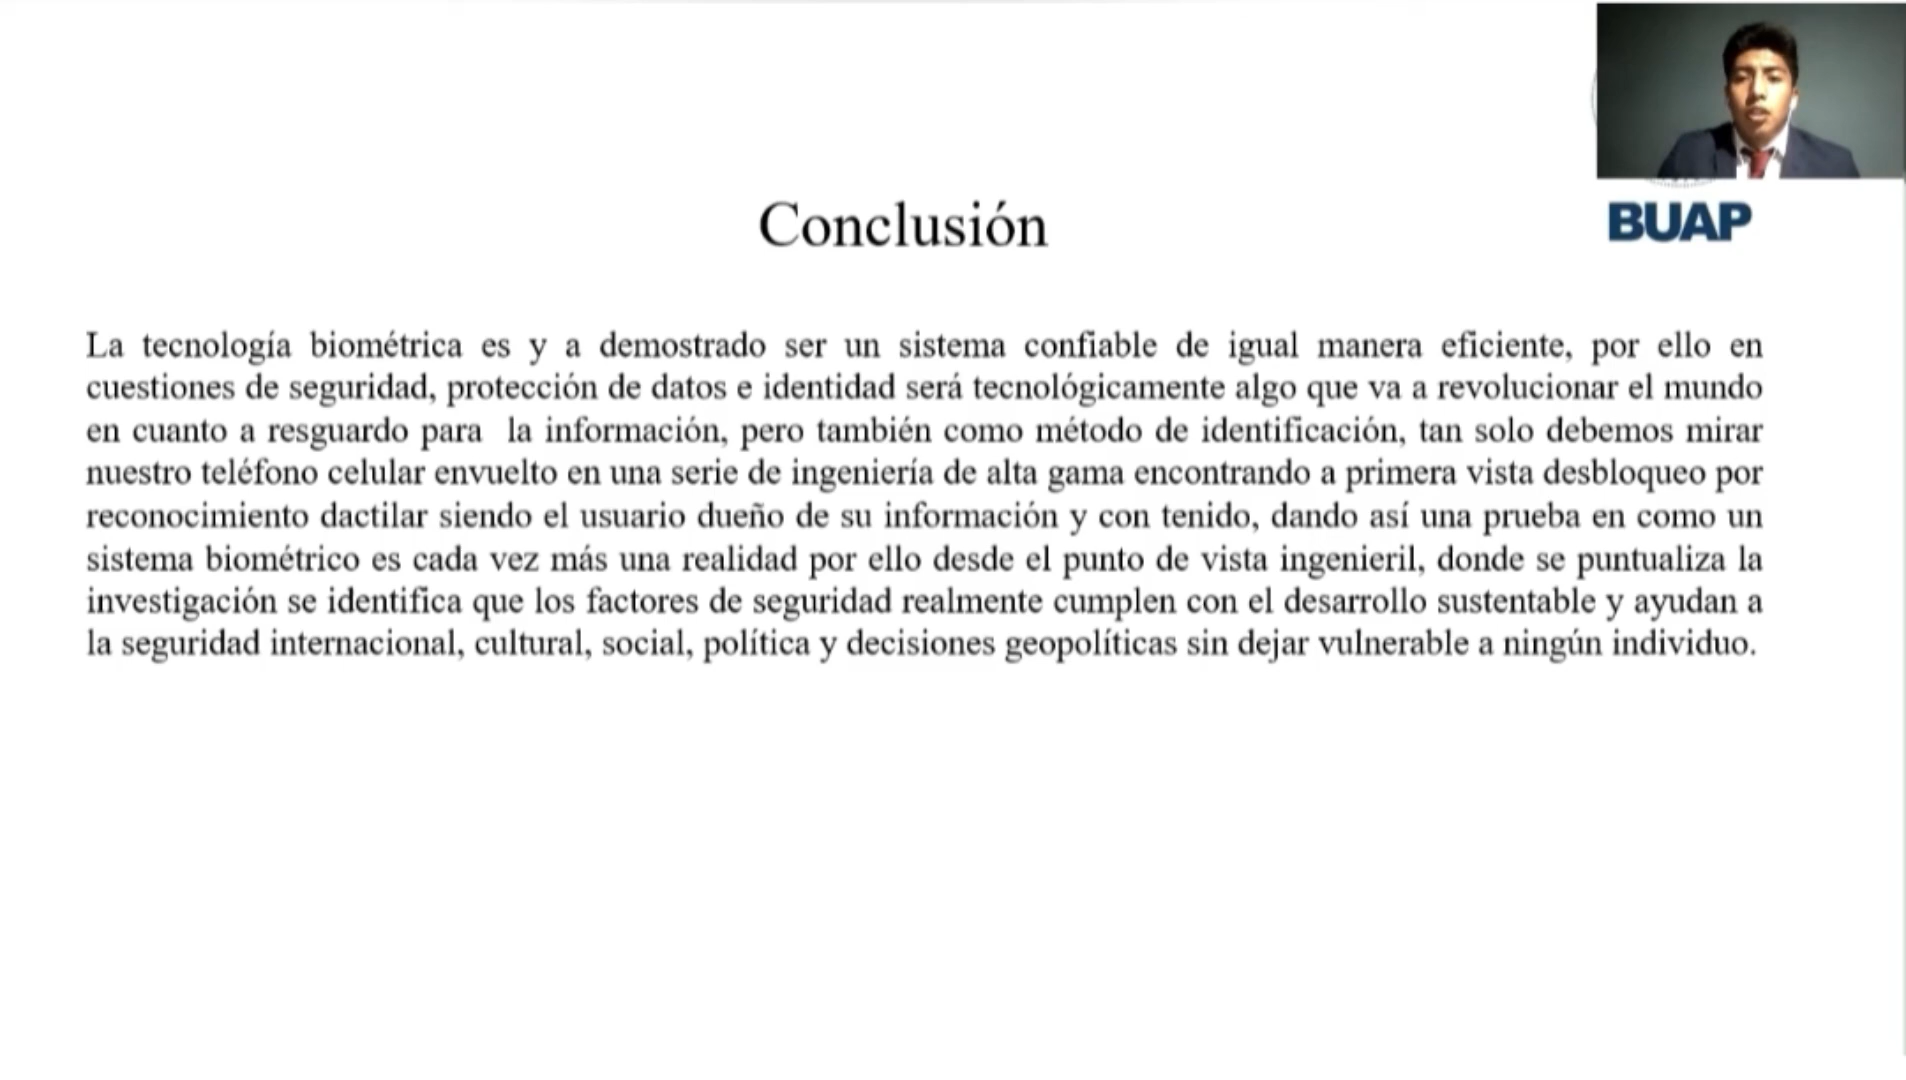 Conclusión
BUAP
La tecnología biométrica es y a demostrado ser un sistema confiable de igual manera eficiente, por ello en
cuestiones de seguridad, protección de datos e identidad será tecnológicamente algo que va a revolucionar el mundo
en cuanto a resguardo para  la información, pero también como método de identificación, tan solo debemos mirar
nuestro teléfono celular envuelto en una serie de ingeniería de alta gama encontrando a primera vista desbloqueo por
reconocimiento dactilar siendo el usuario dueño de su información y con tenido, dando así una prueba en como un
sistema biométrico es cada vez más una realidad por ello desde el punto de vista ingenieril, donde se puntualiza la
investigación se identifica que los factores de seguridad realmente cumplen con el desarrollo sustentable y ayudan a
la seguridad internacional, cultural, social, política y decisiones geopolíticas sin dejar vulnerable a ningún individuo.